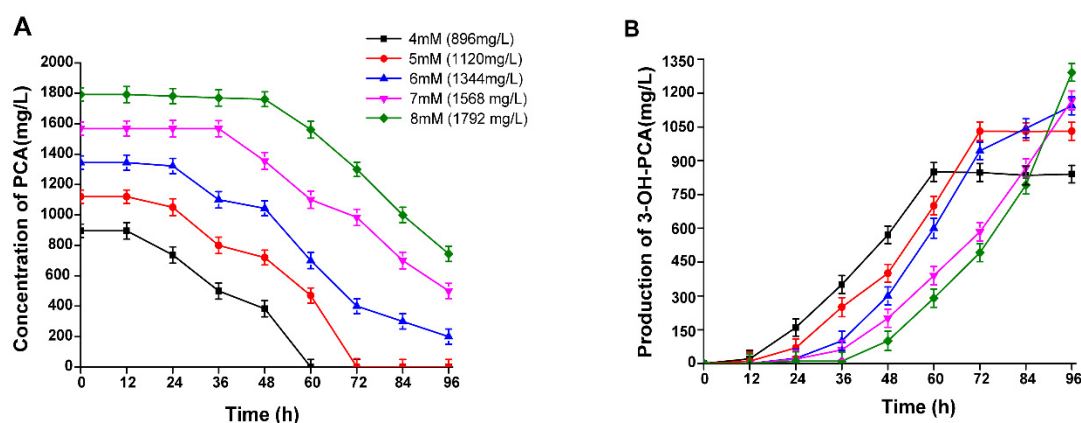 A
4mM (896mg/L)
5mM (1120mg/L)
6mM (1344mg/L)
7mM (1568 mg/L)
8mM (1792 mg/L)
Concentration of PCA(mg/L)
2000
1800
1600
1400
1200
1000
800
600
400
200
0
0 12 24 36 48 60 72 84 96
Time (h)
B
Production of 3-OH-PCA(mg/L)
1350
1200
1050
900
750
600
450
300
150
0
0 12 24 36 48 60 72 84 96
Time (h)